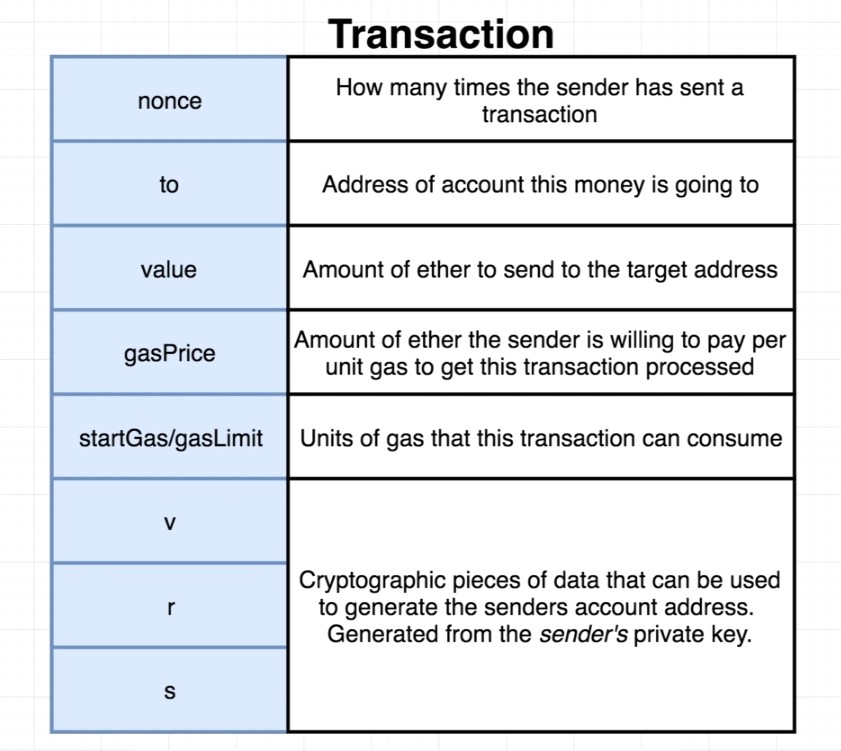 Transaction
nonce
How many times the sender has sent a
transaction
to
Address of account this money is going to
value
Amount of ether to send to the target address
gasPrice
Amount of ether the sender is willing to pay per
unit gas to get this transaction processed
startGas/gasLimit
Units of gas that this transaction can consume
v
r
s
Cryptographic pieces of data that can be used
to generate the senders account address.
Generated from the sender's private key.